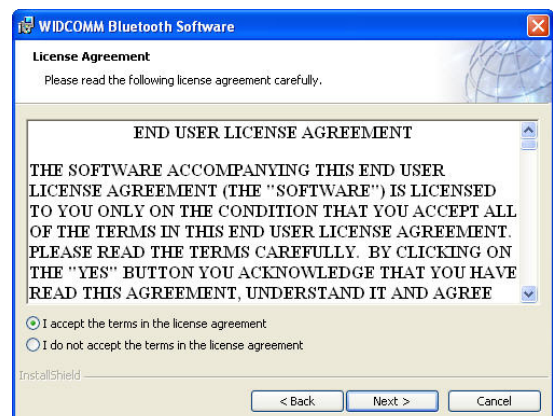 WIDCOMM Bluetooth Software
License Agreement
Please read the following license agreement carefully.
END USER LICENSE AGREEMENT
THE SOFTWARE ACCOMPANYING THIS END USER
LICENSE AGREEMENT (THE "SOFTWARE") IS LICENSED
TO YOU ONLY ON THE CONDITION THAT YOU ACCEPT ALL
OF THE TERMS IN THIS END USER LICENSE AGREEMENT.
PLEASE READ THE TERMS CAREFULLY. BY CLICKING ON
THE "YES" BUTTON YOU ACKNOWLEDGE THAT YOU HAVE
READ THIS AGREEMENT, UNDERSTAND IT AND AGREE
I accept the terms in the license agreement
I do not accept the terms in the license agreement
InstallShield
< Back Next > Cancel